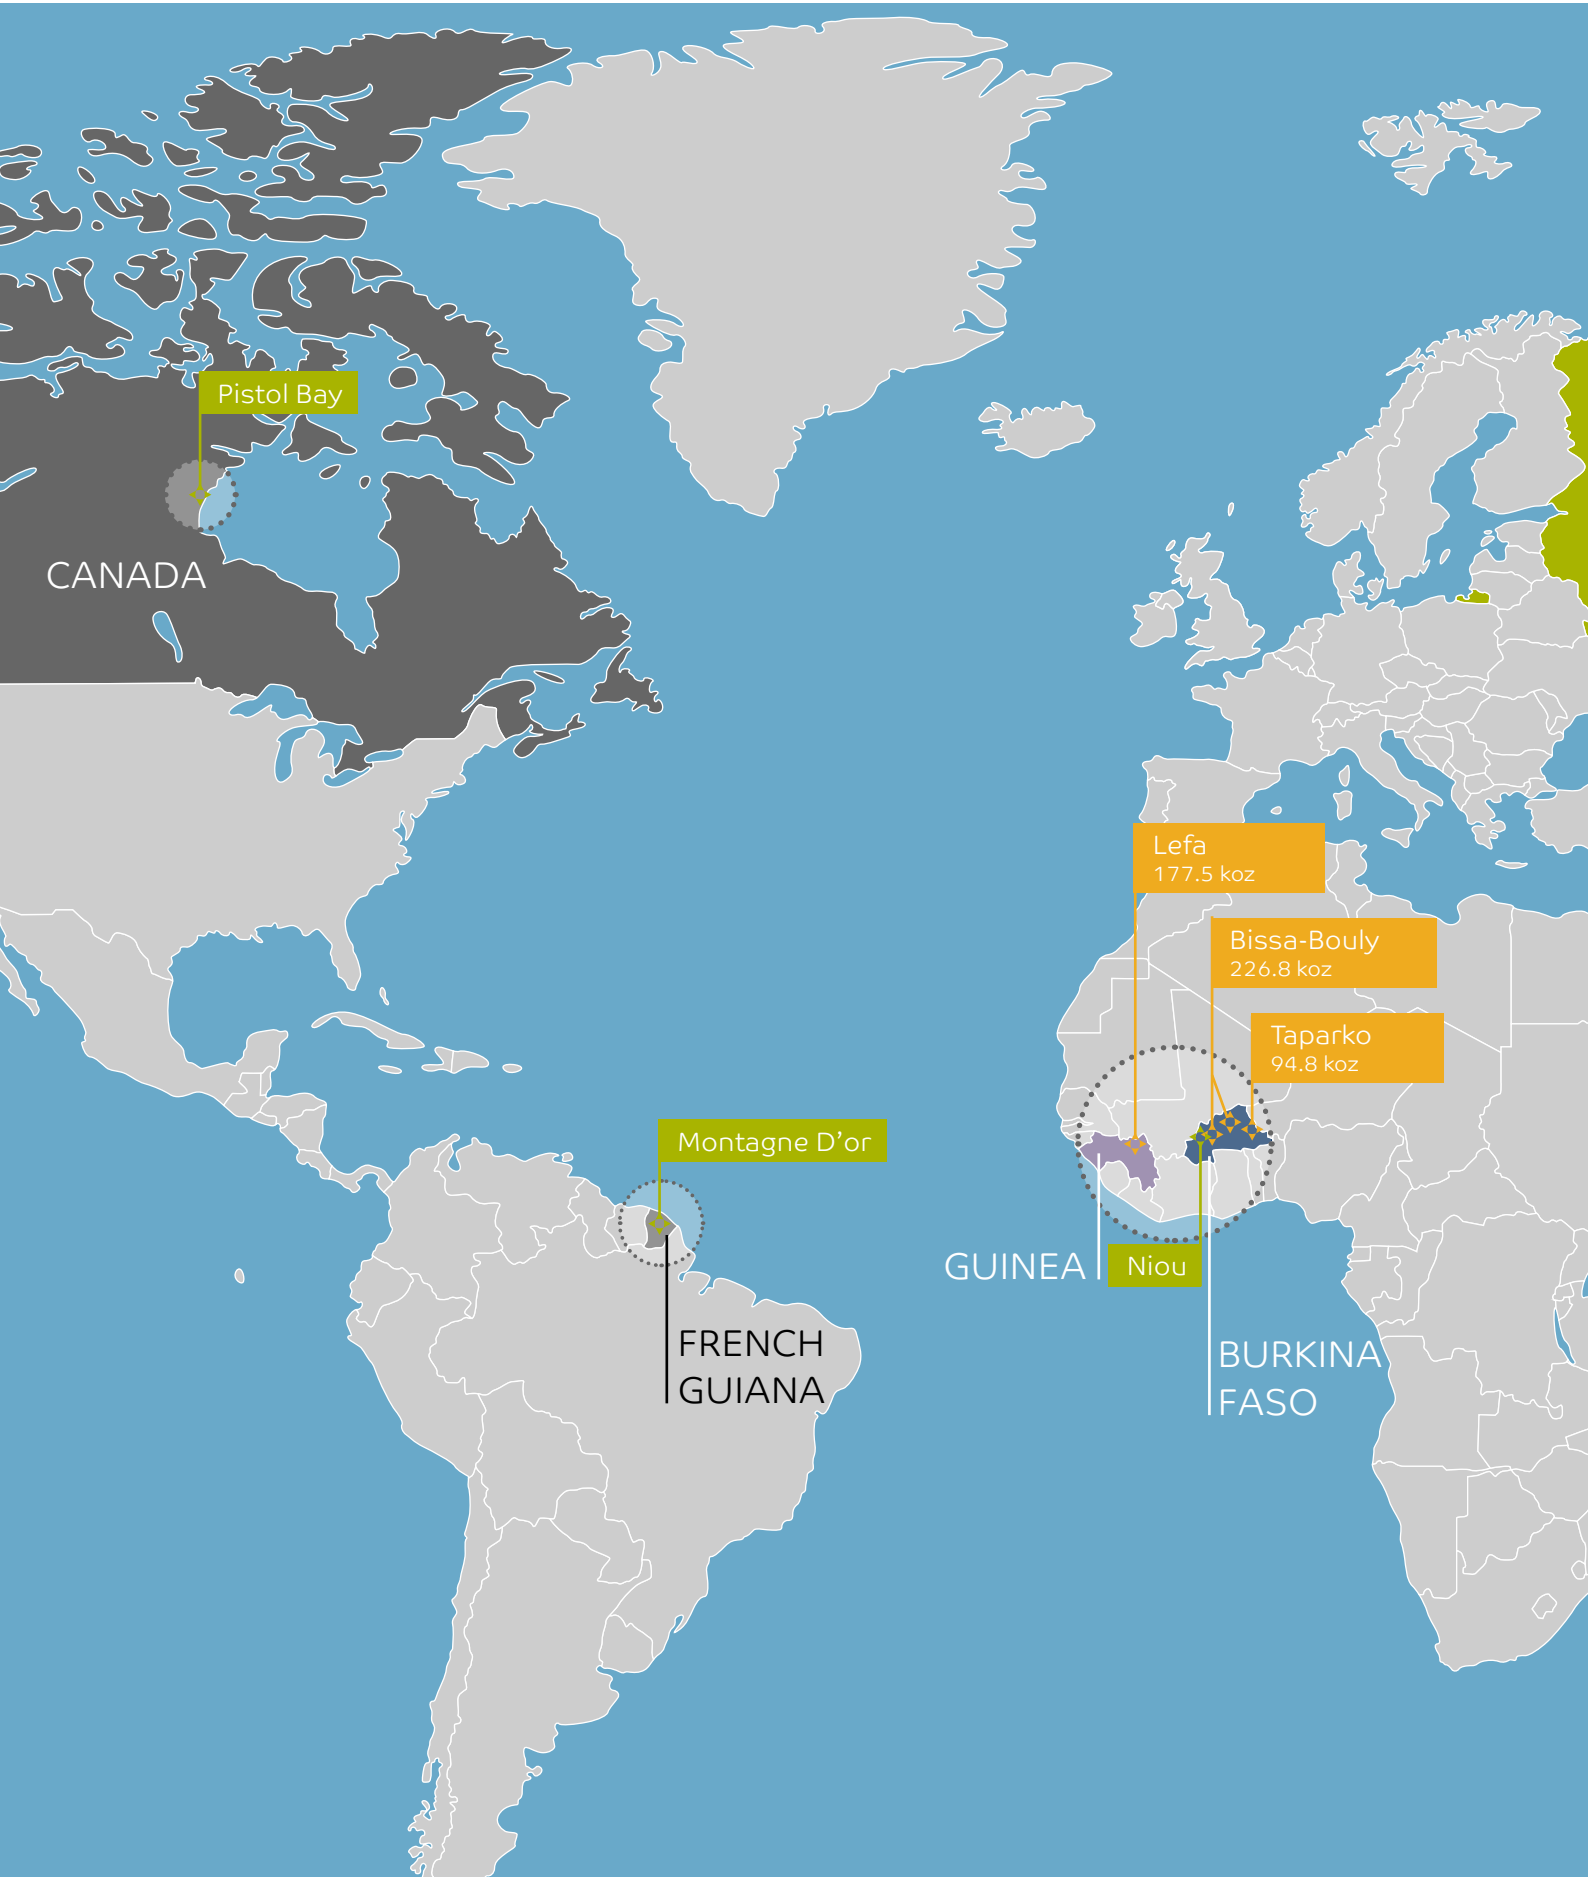 Pistol Bay
CANADA
Lefa
177.5 koz
Bissa-Bouly
226.8 koz
Taparko
94.8 koz
Montagne D’or
GUINEA
Niou
FRENCH
GUIANA
BURKINA
FASO